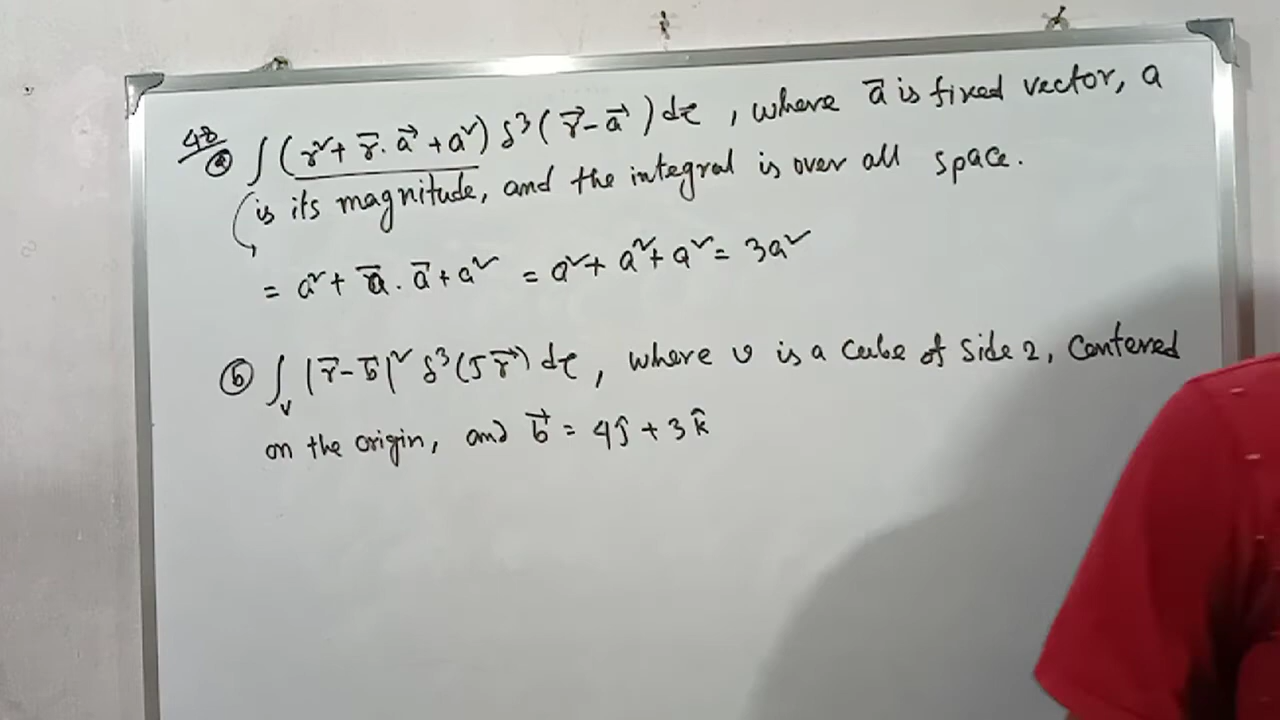 48
ⓐ ∫ (r² + r⃗ . a⃗ + a²) δ³ (r⃗ - a⃗) dτ , where a⃗ is fixed vector, a
is its magnitude, and the integral is over all space.
= a² + a⃗ . a⃗ + a² = a² + a² + a² = 3a²
ⓑ ∫ᵥ |r⃗ - b⃗|² δ³ (5r⃗) dτ , where v is a cube of side 2, centered
on the origin, and b⃗ = 4ĵ + 3k̂